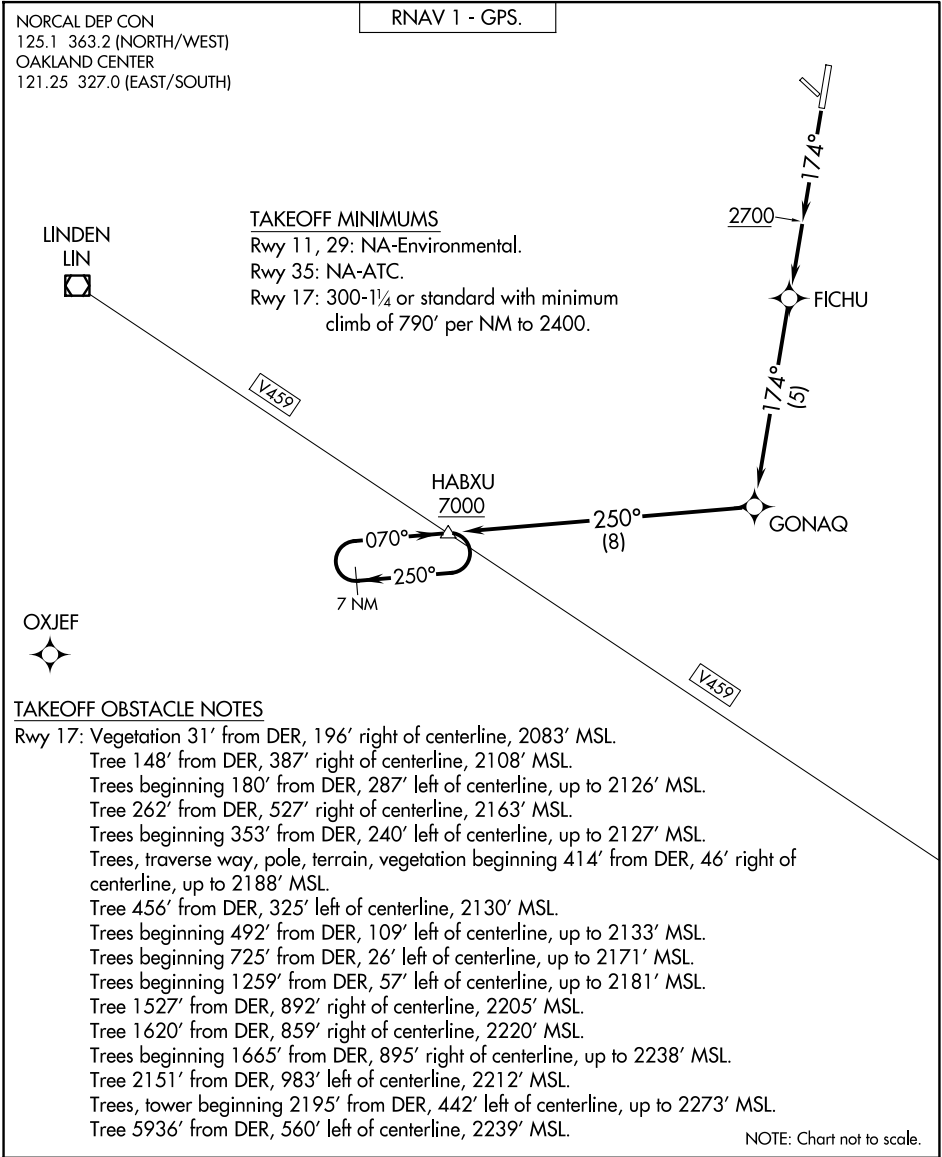 NORCAL DEP CON
125.1 363.2 (NORTH/WEST)
OAKLAND CENTER
121.25 327.0 (EAST/SOUTH)
RNAV 1 - GPS.
174°
2700
FICHU
174°
(5)
GONAQ
TAKEOFF MINIMUMS
Rwy 11, 29: NA-Environmental.
Rwy 35: NA-ATC.
Rwy 17: 300-1¼ or standard with minimum
climb of 790′ per NM to 2400.
LINDEN
LIN
V459
HABXU
7000
250°
(8)
070°
250°
7 NM
OXJEF
V459
TAKEOFF OBSTACLE NOTES
Rwy 17: Vegetation 31′ from DER, 196′ right of centerline, 2083′ MSL.
Tree 148′ from DER, 387′ right of centerline, 2108′ MSL.
Trees beginning 180′ from DER, 287′ left of centerline, up to 2126′ MSL.
Tree 262′ from DER, 527′ right of centerline, 2163′ MSL.
Trees beginning 353′ from DER, 240′ left of centerline, up to 2127′ MSL.
Trees, traverse way, pole, terrain, vegetation beginning 414′ from DER, 46′ right of
centerline, up to 2188′ MSL.
Tree 456′ from DER, 325′ left of centerline, 2130′ MSL.
Trees beginning 492′ from DER, 109′ left of centerline, up to 2133′ MSL.
Trees beginning 725′ from DER, 26′ left of centerline, up to 2171′ MSL.
Trees beginning 1259′ from DER, 57′ left of centerline, up to 2181′ MSL.
Tree 1527′ from DER, 892′ right of centerline, 2205′ MSL.
Tree 1620′ from DER, 859′ right of centerline, 2220′ MSL.
Trees beginning 1665′ from DER, 895′ right of centerline, up to 2238′ MSL.
Tree 2151′ from DER, 983′ left of centerline, 2212′ MSL.
Trees, tower beginning 2195′ from DER, 442′ left of centerline, up to 2273′ MSL.
Tree 5936′ from DER, 560′ left of centerline, 2239′ MSL.
NOTE: Chart not to scale.